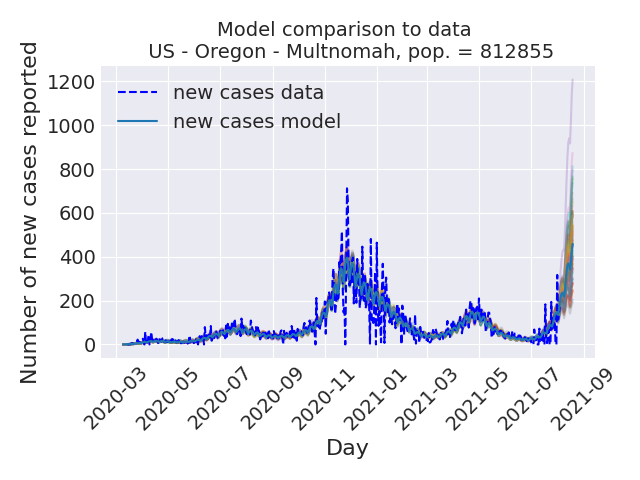 Model comparison to data
US - Oregon - Multnomah, pop. = 812855
Number of new cases reported
1200
1000
800
600
400
200
0
new cases data
new cases model
2020-03
2020-05
2020-07
2020-09
2020-11
2021-01
2021-03
2021-05
2021-07
2021-09
Day